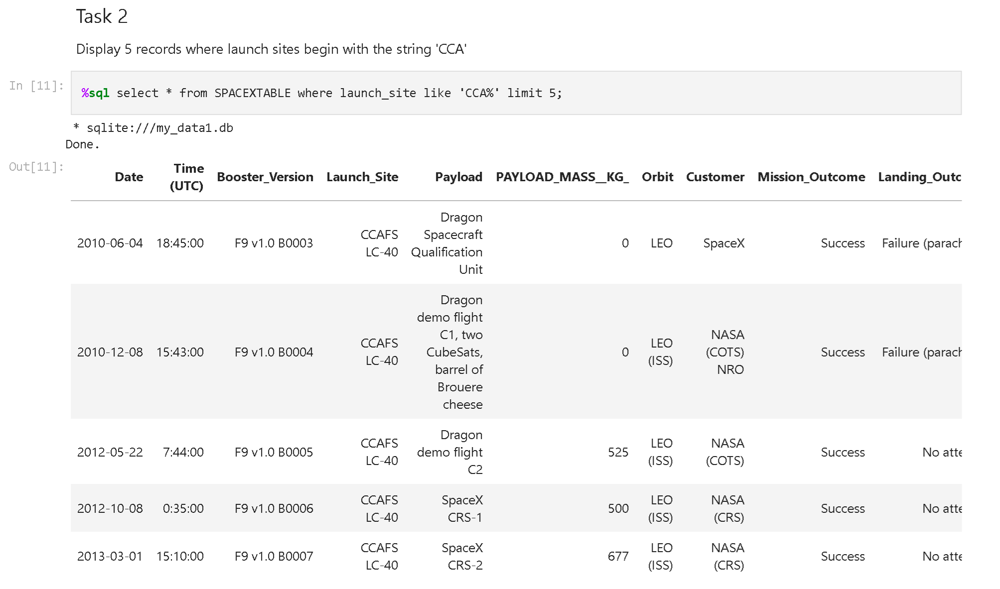 Task 2
Display 5 records where launch sites begin with the string 'CCA'
In [11]:
%sql select * from SPACEXTABLE where launch_site like 'CCA%' limit 5;
* sqlite:///my_data1.db
Done.
Out[11]:
Date Time (UTC) Booster_Version Launch_Site Payload PAYLOAD_MASS__KG_ Orbit Customer Mission_Outcome Landing_Outc
2010-06-04 18:45:00 F9 v1.0 B0003 CCAFS LC-40 Dragon Spacecraft Qualification Unit 0 LEO SpaceX Success Failure (parach
2010-12-08 15:43:00 F9 v1.0 B0004 CCAFS LC-40 Dragon demo flight C1, two CubeSats, barrel of Brouere cheese 0 LEO (ISS) NASA (COTS) NRO Success Failure (parach
2012-05-22 7:44:00 F9 v1.0 B0005 CCAFS LC-40 Dragon demo flight C2 525 LEO (ISS) NASA (COTS) Success No atte
2012-10-08 0:35:00 F9 v1.0 B0006 CCAFS LC-40 SpaceX CRS-1 500 LEO (ISS) NASA (CRS) Success No atte
2013-03-01 15:10:00 F9 v1.0 B0007 CCAFS LC-40 SpaceX CRS-2 677 LEO (ISS) NASA (CRS) Success No atte